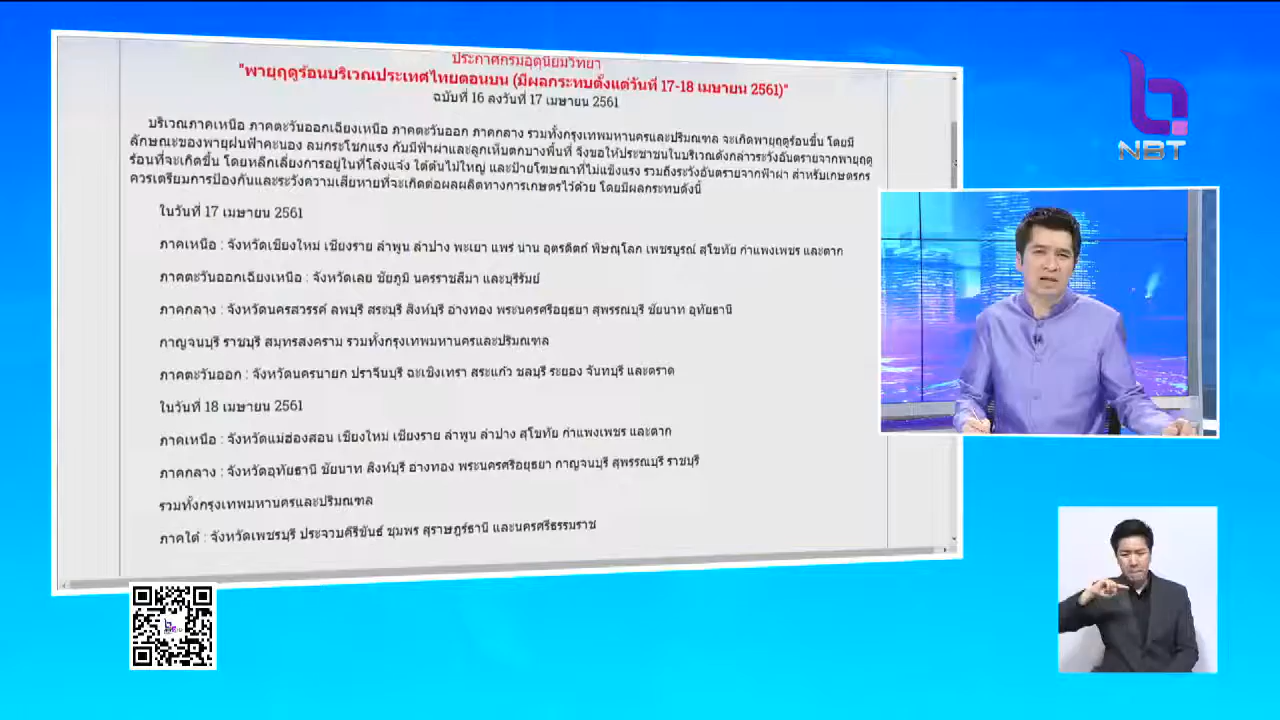 ประกาศกรมอุตุนิยมวิทยา
"พายุฤดูร้อนบริเวณประเทศไทยตอนบน (มีผลกระทบตั้งแต่วันที่ 17-18 เมษายน 2561)"
ฉบับที่ 16 ลงวันที่ 17 เมษายน 2561
บริเวณภาคเหนือ ภาคตะวันออกเฉียงเหนือ ภาคตะวันออก ภาคกลาง รวมทั้งกรุงเทพมหานครและปริมณฑล จะเกิดพายุฤดูร้อนขึ้น โดยมี
ลักษณะของพายุฝนฟ้าคะนอง ลมกระโชกแรง กับมีฟ้าผ่าและลูกเห็บตกบางพื้นที่ จึงขอให้ประชาชนในบริเวณดังกล่าวระวังอันตรายจากพายุฤดู
ร้อนที่จะเกิดขึ้น โดยหลีกเลี่ยงการอยู่ในที่โล่งแจ้ง ใต้ต้นไม้ใหญ่ และป้ายโฆษณาที่ไม่แข็งแรง รวมถึงระวังอันตรายจากฟ้าผ่า สำหรับเกษตรกร
ควรเตรียมการป้องกันและระวังความเสียหายที่จะเกิดต่อผลผลิตทางการเกษตรไว้ด้วย โดยมีผลกระทบดังนี้
ในวันที่ 17 เมษายน 2561
ภาคเหนือ : จังหวัดเชียงใหม่ เชียงราย ลำพูน ลำปาง พะเยา แพร่ น่าน อุตรดิตถ์ พิษณุโลก เพชรบูรณ์ สุโขทัย กำแพงเพชร และตาก
ภาคตะวันออกเฉียงเหนือ : จังหวัดเลย ชัยภูมิ นครราชสีมา และบุรีรัมย์
ภาคกลาง : จังหวัดนครสวรรค์ ลพบุรี สระบุรี สิงห์บุรี อ่างทอง พระนครศรีอยุธยา สุพรรณบุรี ชัยนาท อุทัยธานี
กาญจนบุรี ราชบุรี สมุทรสงคราม รวมทั้งกรุงเทพมหานครและปริมณฑล
ภาคตะวันออก : จังหวัดนครนายก ปราจีนบุรี ฉะเชิงเทรา สระแก้ว ชลบุรี ระยอง จันทบุรี และตราด
ในวันที่ 18 เมษายน 2561
ภาคเหนือ : จังหวัดแม่ฮ่องสอน เชียงใหม่ เชียงราย ลำพูน ลำปาง สุโขทัย กำแพงเพชร และตาก
ภาคกลาง : จังหวัดอุทัยธานี ชัยนาท สิงห์บุรี อ่างทอง พระนครศรีอยุธยา กาญจนบุรี สุพรรณบุรี ราชบุรี
รวมทั้งกรุงเทพมหานครและปริมณฑล
ภาคใต้ : จังหวัดเพชรบุรี ประจวบคีรีขันธ์ ชุมพร สุราษฎร์ธานี และนครศรีธรรมราช
NBT